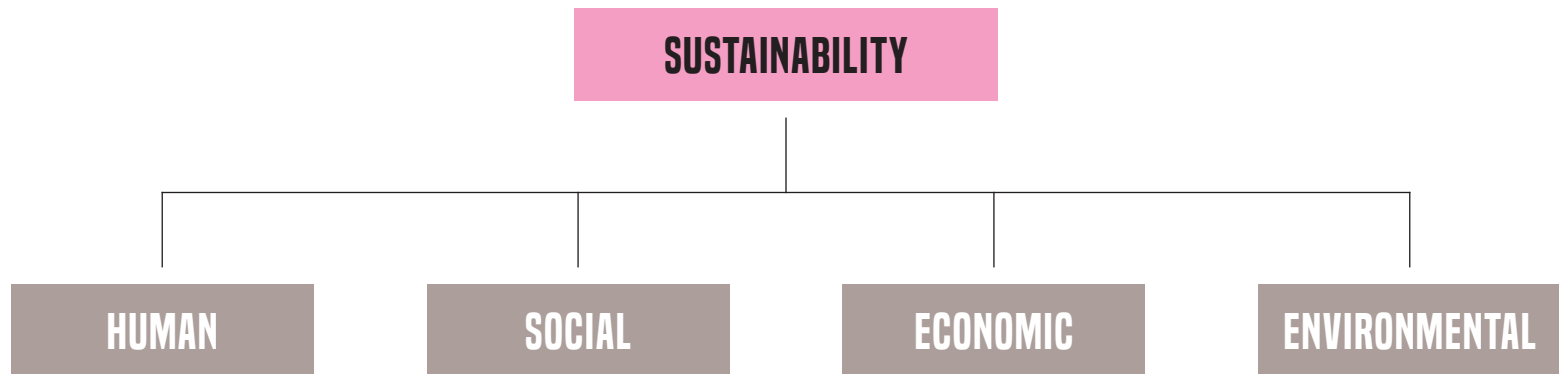 SUSTAINABILITY
HUMAN
SOCIAL
ECONOMIC
ENVIRONMENTAL